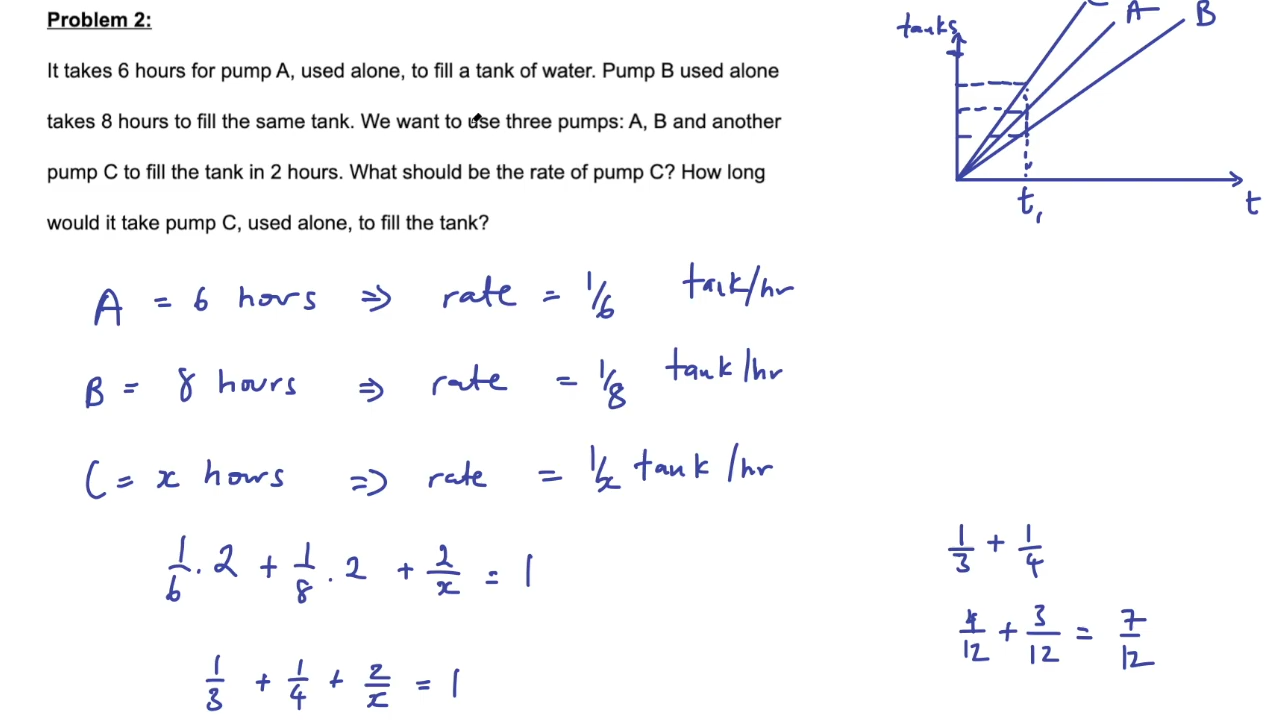 Problem 2:
It takes 6 hours for pump A, used alone, to fill a tank of water. Pump B used alone
takes 8 hours to fill the same tank. We want to use three pumps: A, B and another
pump C to fill the tank in 2 hours. What should be the rate of pump C? How long
would it take pump C, used alone, to fill the tank?
tanks
C A B
t₁
t
A = 6 hours ⇒ rate = 1/6 tank/hr
B = 8 hours ⇒ rate = 1/8 tank/hr
C = x hours ⇒ rate = 1/x tank/hr
1/6 . 2 + 1/8 . 2 + 2/x = 1
1/3 + 1/4 + 2/x = 1
1/3 + 1/4
4/12 + 3/12 = 7/12